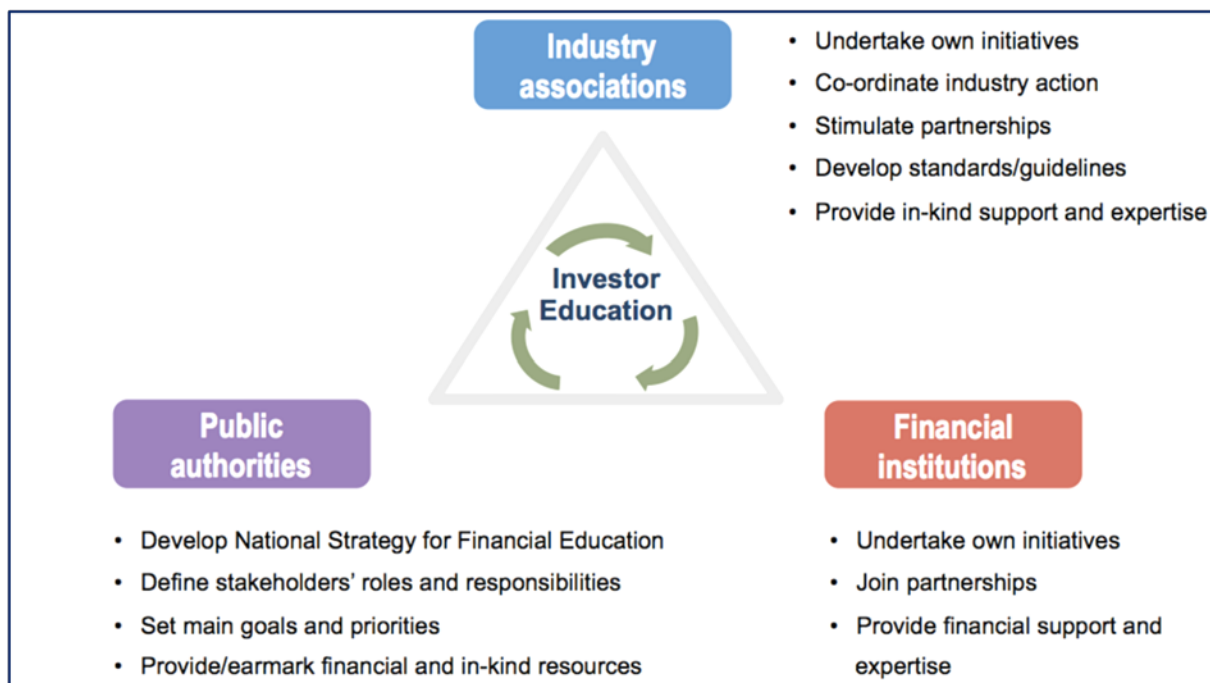 Industry
associations
• Undertake own initiatives
• Co-ordinate industry action
• Stimulate partnerships
• Develop standards/guidelines
• Provide in-kind support and expertise
Investor
Education
Public
authorities
• Develop National Strategy for Financial Education
• Define stakeholders' roles and responsibilities
• Set main goals and priorities
• Provide/earmark financial and in-kind resources
Financial
institutions
• Undertake own initiatives
• Join partnerships
• Provide financial support and
expertise